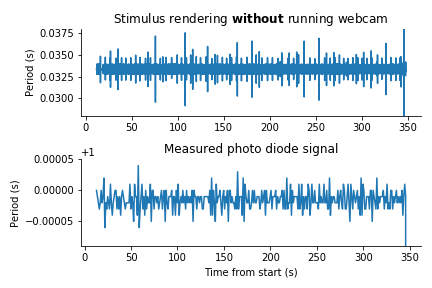 Stimulus rendering without running webcam
0.0375
0.0350
0.0325
0.0300
Period (s)
0 50 100 150 200 250 300 350
Measured photo diode signal
+1
0.00005
0.00000
−0.00005
Period (s)
0 50 100 150 200 250 300 350
Time from start (s)